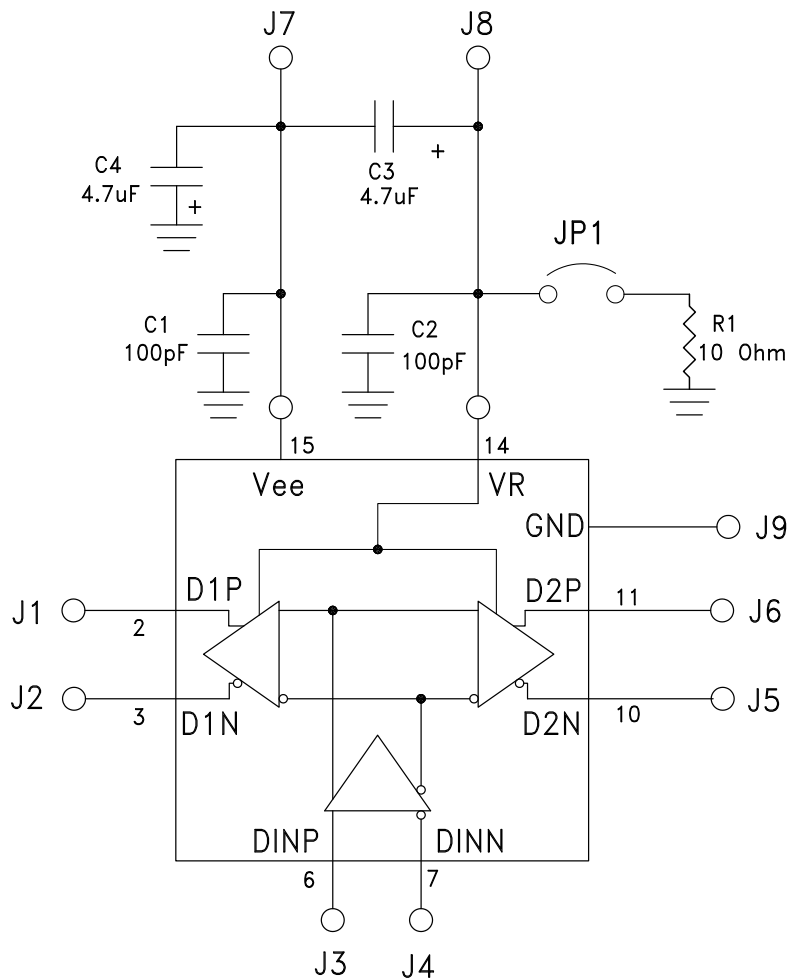 J7
J8
C4
4.7uF
+
C3
4.7uF
+
JP1
C1
100pF
C2
100pF
R1
10 Ohm
15
14
Vee
VR
GND
J9
J1
2
D1P
D2P
11
J6
J2
3
D1N
D2N
10
J5
DINP
DINN
6
7
J3
J4